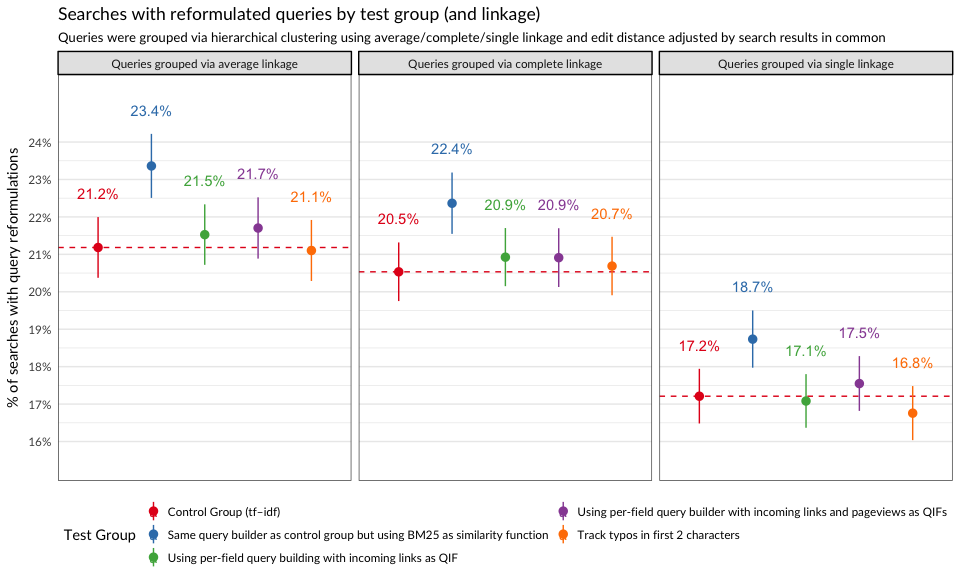 Searches with reformulated queries by test group (and linkage)
Queries were grouped via hierarchical clustering using average/complete/single linkage and edit distance adjusted by search results in common
Queries grouped via average linkage
Queries grouped via complete linkage
Queries grouped via single linkage
% of searches with query reformulations
24%
23%
22%
21%
20%
19%
18%
17%
16%
21.2%
23.4%
21.5%
21.7%
21.1%
20.5%
22.4%
20.9%
20.9%
20.7%
17.2%
18.7%
17.1%
17.5%
16.8%
Test Group
Control Group (tf–idf)
Same query builder as control group but using BM25 as similarity function
Using per-field query building with incoming links as QIF
Using per-field query builder with incoming links and pageviews as QIFs
Track typos in first 2 characters